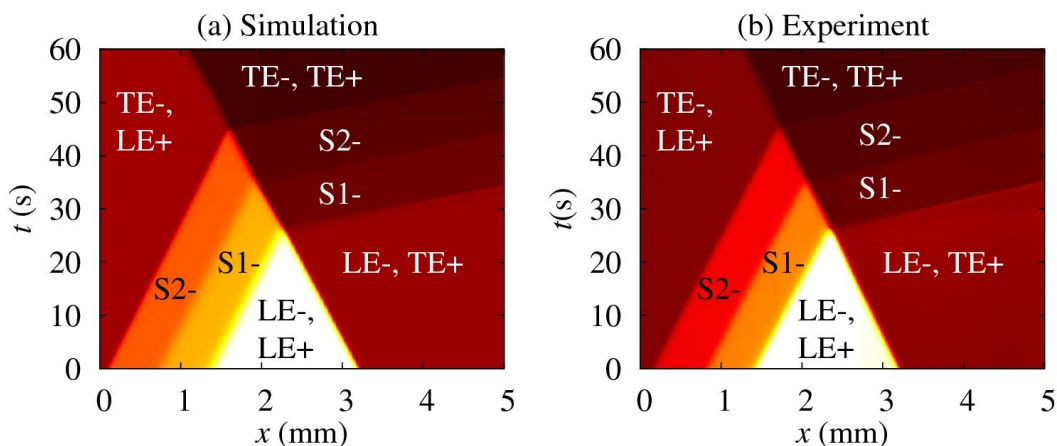 (a) Simulation
60
50
40
30
20
10
0
t (s)
0 1 2 3 4 5
x (mm)
TE-,
LE+
TE-, TE+
S2-
S1-
S1-
S2-
LE-, TE+
LE-,
LE+
(b) Experiment
60
50
40
30
20
10
0
t(s)
0 1 2 3 4 5
x (mm)
TE-,
LE+
TE-, TE+
S2-
S1-
S1-
S2-
LE-, TE+
LE-,
LE+